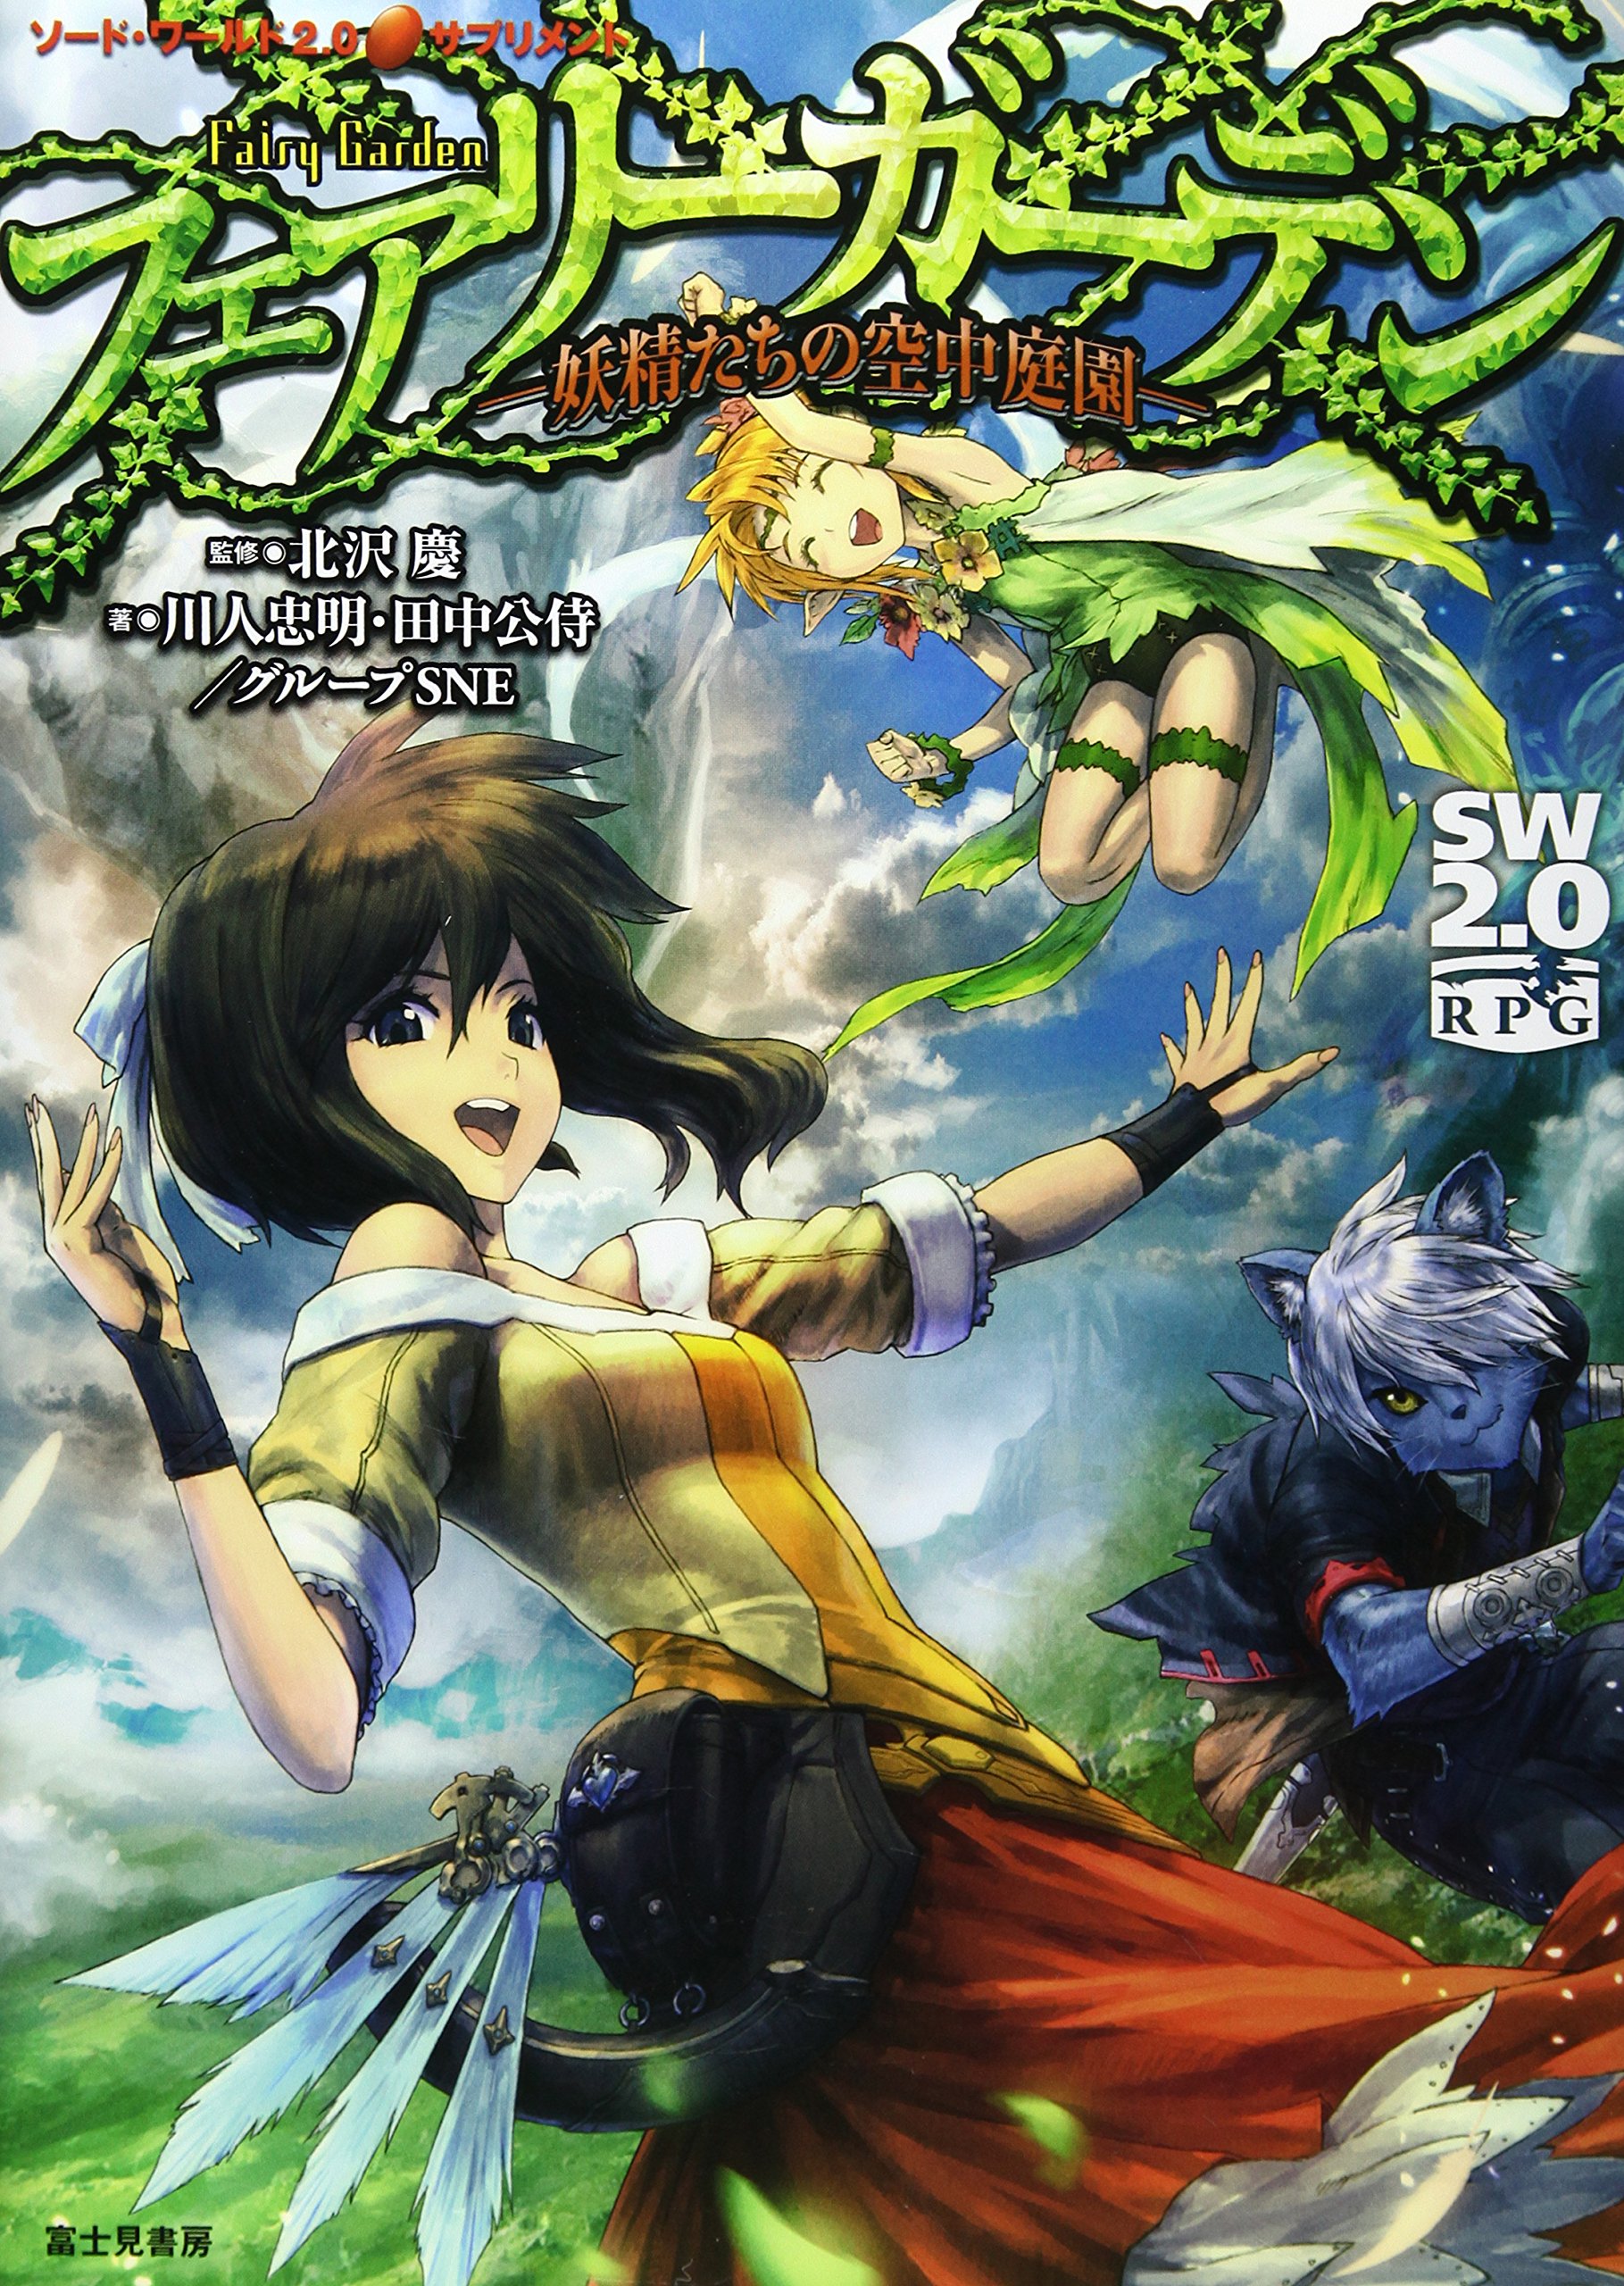 ソード・ワールド2.0 サプリメント
Fairy Garden
フェアリーガーデン
―妖精たちの空中庭園―
監修◉北沢 慶
著◉川人忠明・田中公侍
／グループSNE
SW
2.0
RPG
富士見書房